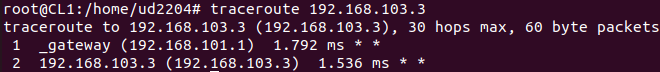 root@CL1:/home/ud2204# traceroute 192.168.103.3
traceroute to 192.168.103.3 (192.168.103.3), 30 hops max, 60 byte packets
 1  _gateway (192.168.101.1)  1.792 ms * *
 2  192.168.103.3 (192.168.103.3)  1.536 ms * *